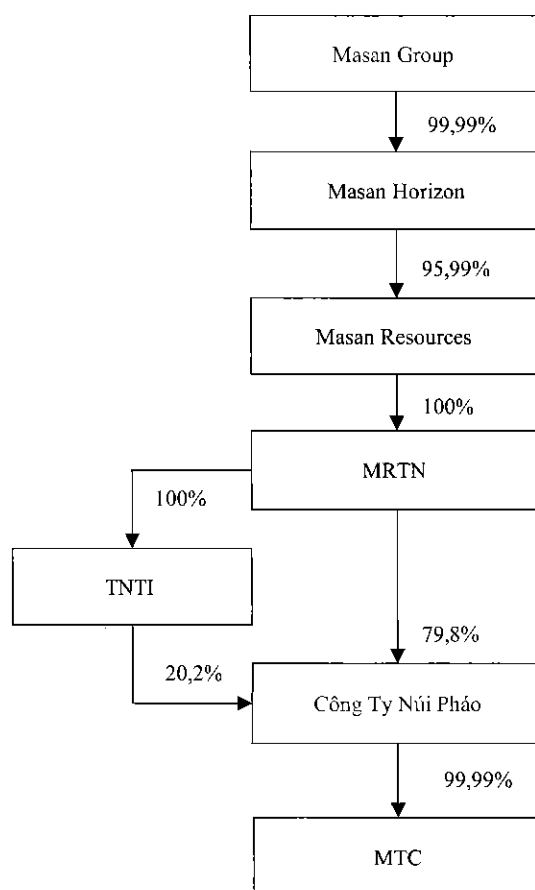 Masan Group
99,99%
Masan Horizon
95,99%
Masan Resources
100%
MRTN
100%
TNTI
79,8%
20,2%
Công Ty Núi Pháo
99,99%
MTC